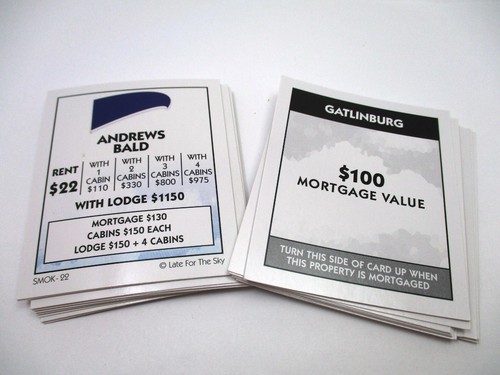 ANDREWS
BALD
RENT $22
WITH 1 CABIN $110
WITH 2 CABINS $330
WITH 3 CABINS $800
WITH 4 CABINS $975
WITH LODGE $1150
MORTGAGE $130
CABINS $150 EACH
LODGE $150 + 4 CABINS
© Late For The Sky
SMOK - 22
GATLINBURG
$100
MORTGAGE VALUE
TURN THIS SIDE OF CARD UP WHEN
THIS PROPERTY IS MORTGAGED